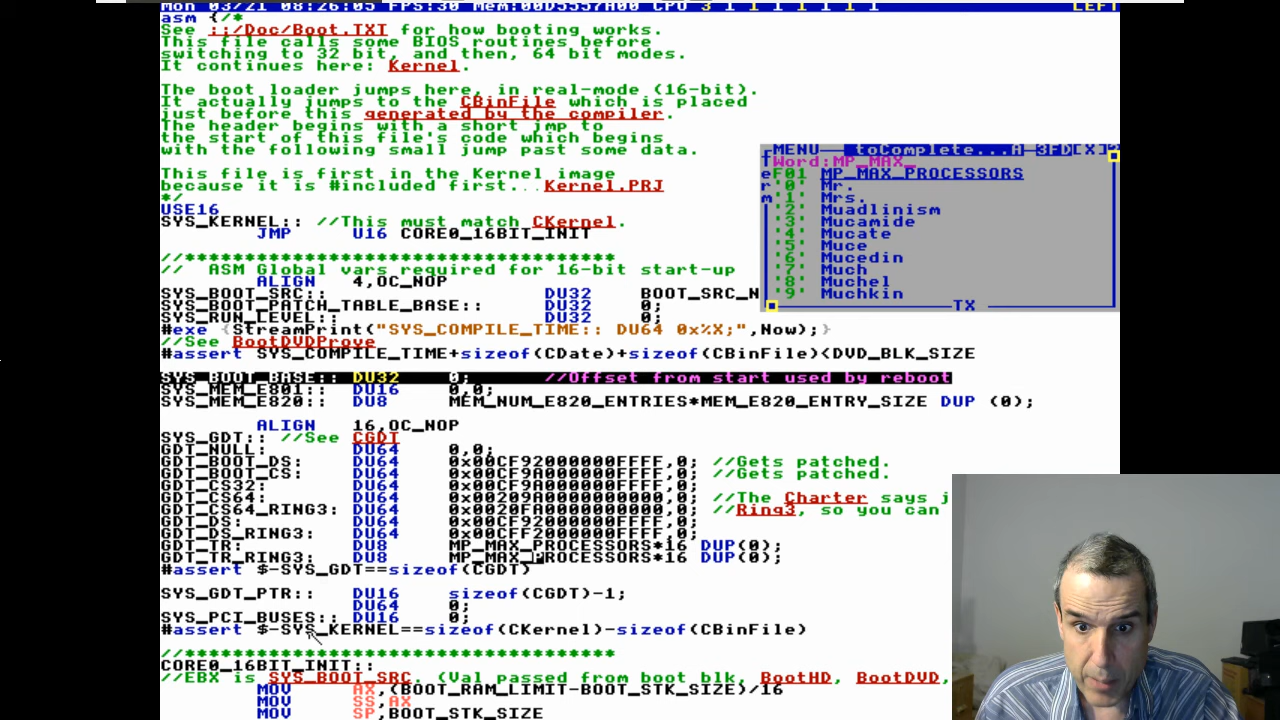 Mon 03/21 08:26:05 FPS:30 Mem:00D5557A00 CPU 3 1 1 1 1 1 1 1 LEFT
asm {/*
See ::/Doc/Boot.TXT for how booting works.
This file calls some BIOS routines before
switching to 32 bit, and then, 64 bit modes.
It continues here: Kernel.
The boot loader jumps here, in real-mode (16-bit).
It actually jumps to the CBinFile which is placed
just before this generated by the compiler.
The header begins with a short jmp to
the start of this file's code which begins
with the following small jump past some data.
This file is first in the Kernel image
because it is #included first...Kernel.PRJ
*/
USE16
SYS_KERNEL:: //This must match CKernel.
JMP U16 CORE0_16BIT_INIT
//************************************
// ASM Global vars required for 16-bit start-up
ALIGN 4,OC_NOP
SYS_BOOT_SRC:: DU32 BOOT_SRC_N
SYS_BOOT_PATCH_TABLE_BASE:: DU32 0;
SYS_RUN_LEVEL:: DU32 0;
#exe {StreamPrint("SYS_COMPILE_TIME:: DU64 0x%X;",Now);}
//See BootDVDProve
#assert SYS_COMPILE_TIME+sizeof(CDate)+sizeof(CBinFile)<DVD_BLK_SIZE
SYS_BOOT_BASE:: DU32 0; //Offset from start used by reboot
SYS_MEM_E801:: DU16 0,0;
SYS_MEM_E820:: DU8 MEM_NUM_E820_ENTRIES*MEM_E820_ENTRY_SIZE DUP (0);
ALIGN 16,OC_NOP
SYS_GDT:: //See CGDT
GDT_NULL: DU64 0,0;
GDT_BOOT_DS: DU64 0x00CF92000000FFFF,0; //Gets patched.
GDT_BOOT_CS: DU64 0x00CF9A000000FFFF,0; //Gets patched.
GDT_CS32: DU64 0x00CF9A000000FFFF,0;
GDT_CS64: DU64 0x00209A0000000000,0; //The Charter says j
GDT_CS64_RING3: DU64 0x0020FA0000000000,0; //Ring3, so you can
GDT_DS: DU64 0x00CF92000000FFFF,0;
GDT_DS_RING3: DU64 0x00CFF2000000FFFF,0;
GDT_TR: DU8 MP_MAX_PROCESSORS*16 DUP(0);
GDT_TR_RING3: DU8 MP_MAX_PROCESSORS*16 DUP(0);
#assert $-SYS_GDT==sizeof(CGDT)
SYS_GDT_PTR: DU16 sizeof(CGDT)-1;
DU64 0;
SYS_PCI_BUSES:: DU16 0;
#assert $-SYS_KERNEL==sizeof(CKernel)-sizeof(CBinFile)
//************************************
CORE0_16BIT_INIT::
//EBX is SYS_BOOT_SRC. (Val passed from boot blk, BootHD, BootDVD,
MOV AX,(BOOT_RAM_LIMIT-BOOT_STK_SIZE)/16
MOV SS,AX
MOV SP,BOOT_STK_SIZE
MENU toComplete...A 3FD[X]
Word:MP_MAX_
F01 MP_MAX_PROCESSORS
'0' Mr.
'1' Mrs.
'2' Muadlinism
'3' Mucamide
'4' Mucate
'5' Muce
'6' Mucedin
'7' Much
'8' Muchel
'9' Muchkin
TX